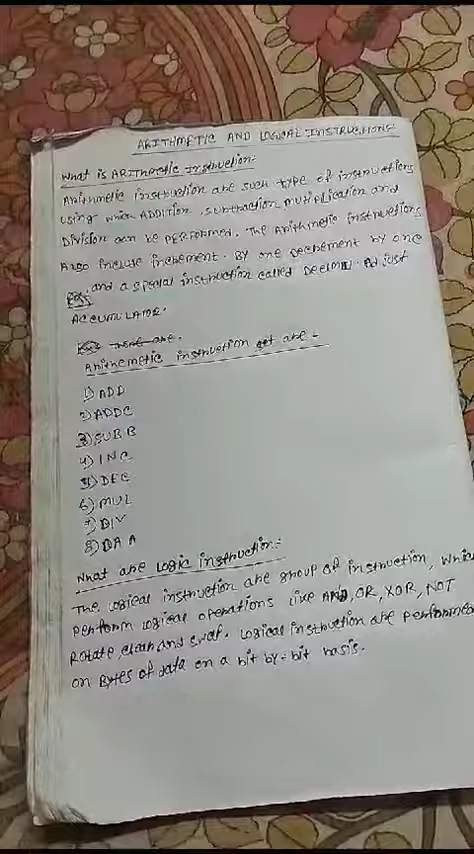 ARITHMETIC AND LOGICAL INSTRUCTIONS
What is ARITHmetic Instruction:-
Arithmetic instruction are such type of instructions
using which ADDITION, subtraction, multiplication and
Division can be PERFORMED. The Arithmetic instructions
Also include increment. By one decrement by one
and a special instruction called Decimal Adjust
ACCUMULATOR.
There are.
Arithemetic instruction set are:-
1) ADD
2) ADDC
3) SUBB
4) INC
5) DEC
6) MUL
7) DIV
8) DAA
What are Logic instruction:-
The Logical instruction are group of instruction, which
perform logical operations like AND, OR, XOR, NOT
Rotate, clear and swap. Logical instruction are performed
on Bytes of data on a bit by-bit basis.